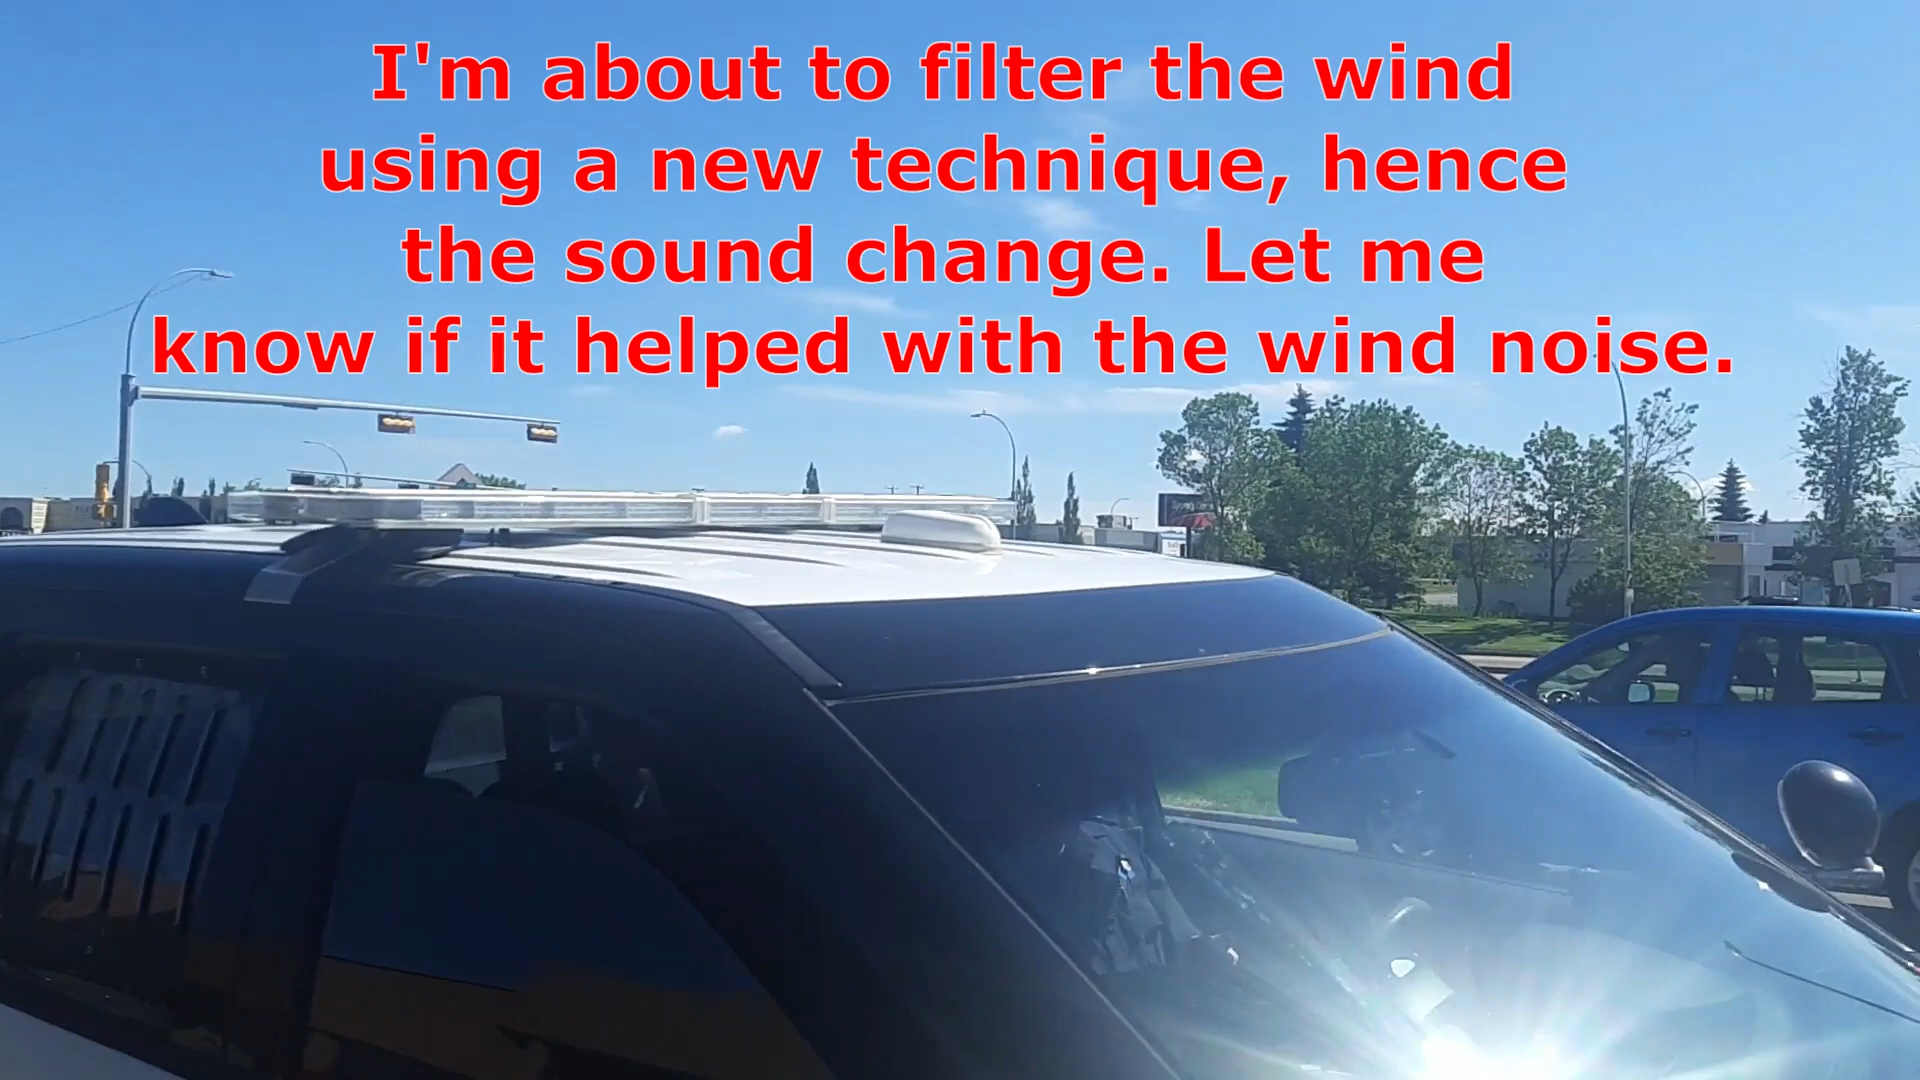 I'm about to filter the wind
using a new technique, hence
the sound change. Let me
know if it helped with the wind noise.